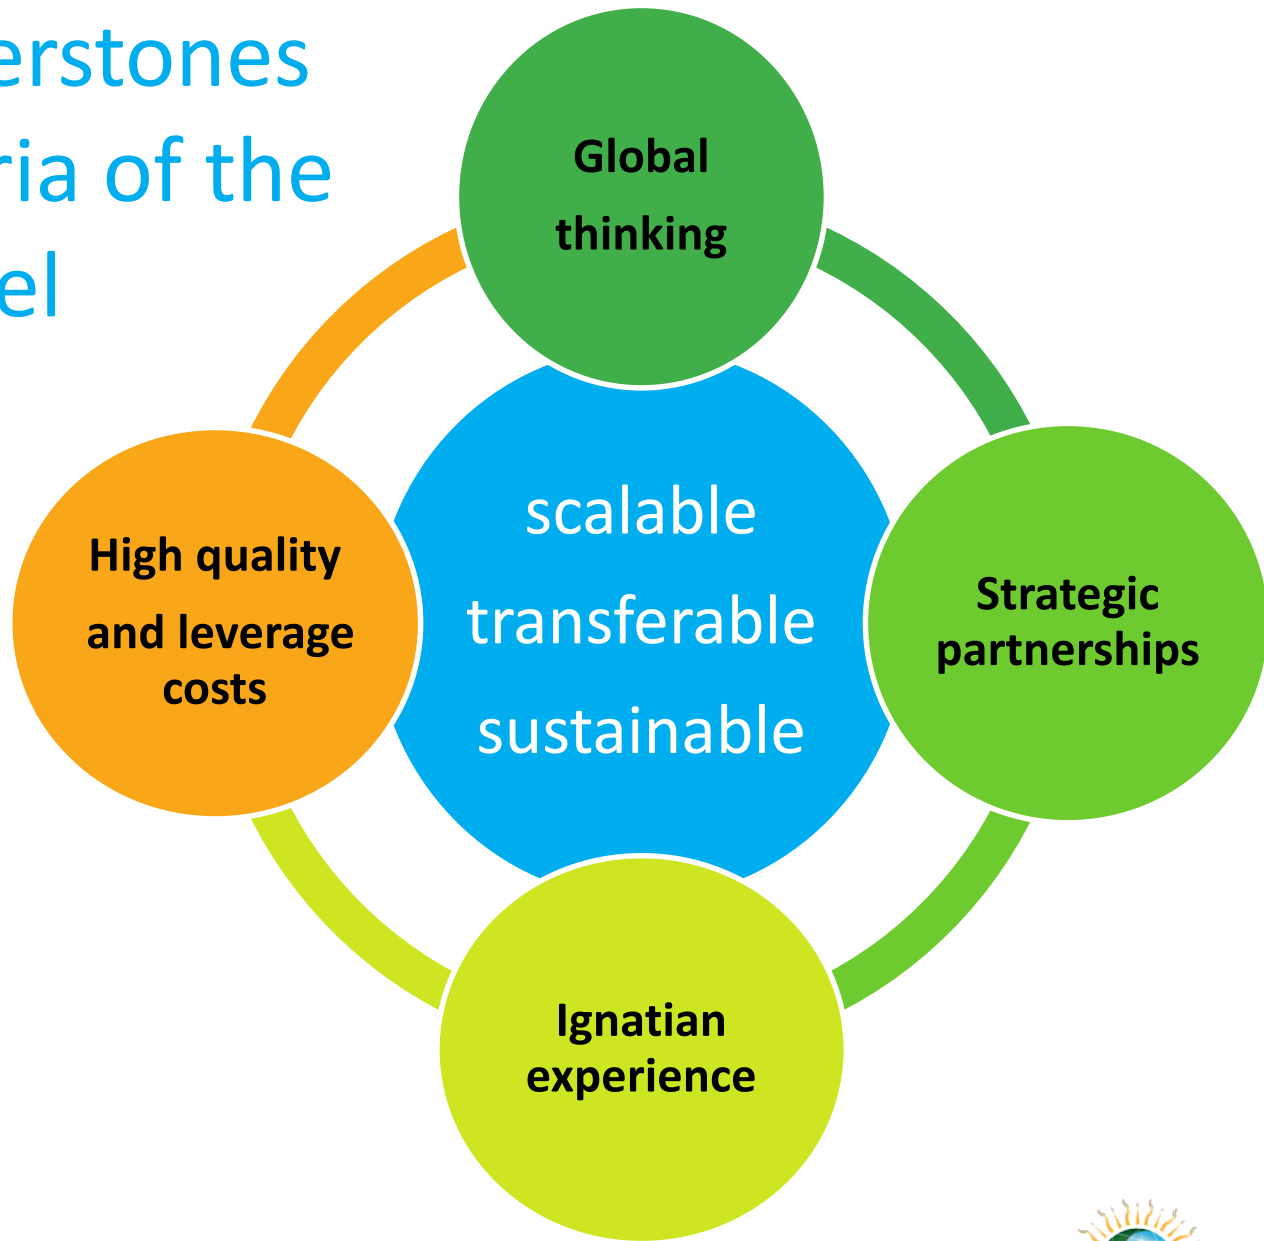 erstones
ria of the
el
Global
thinking
High quality
and leverage
costs
scalable
transferable
sustainable
Strategic
partnerships
Ignatian
experience